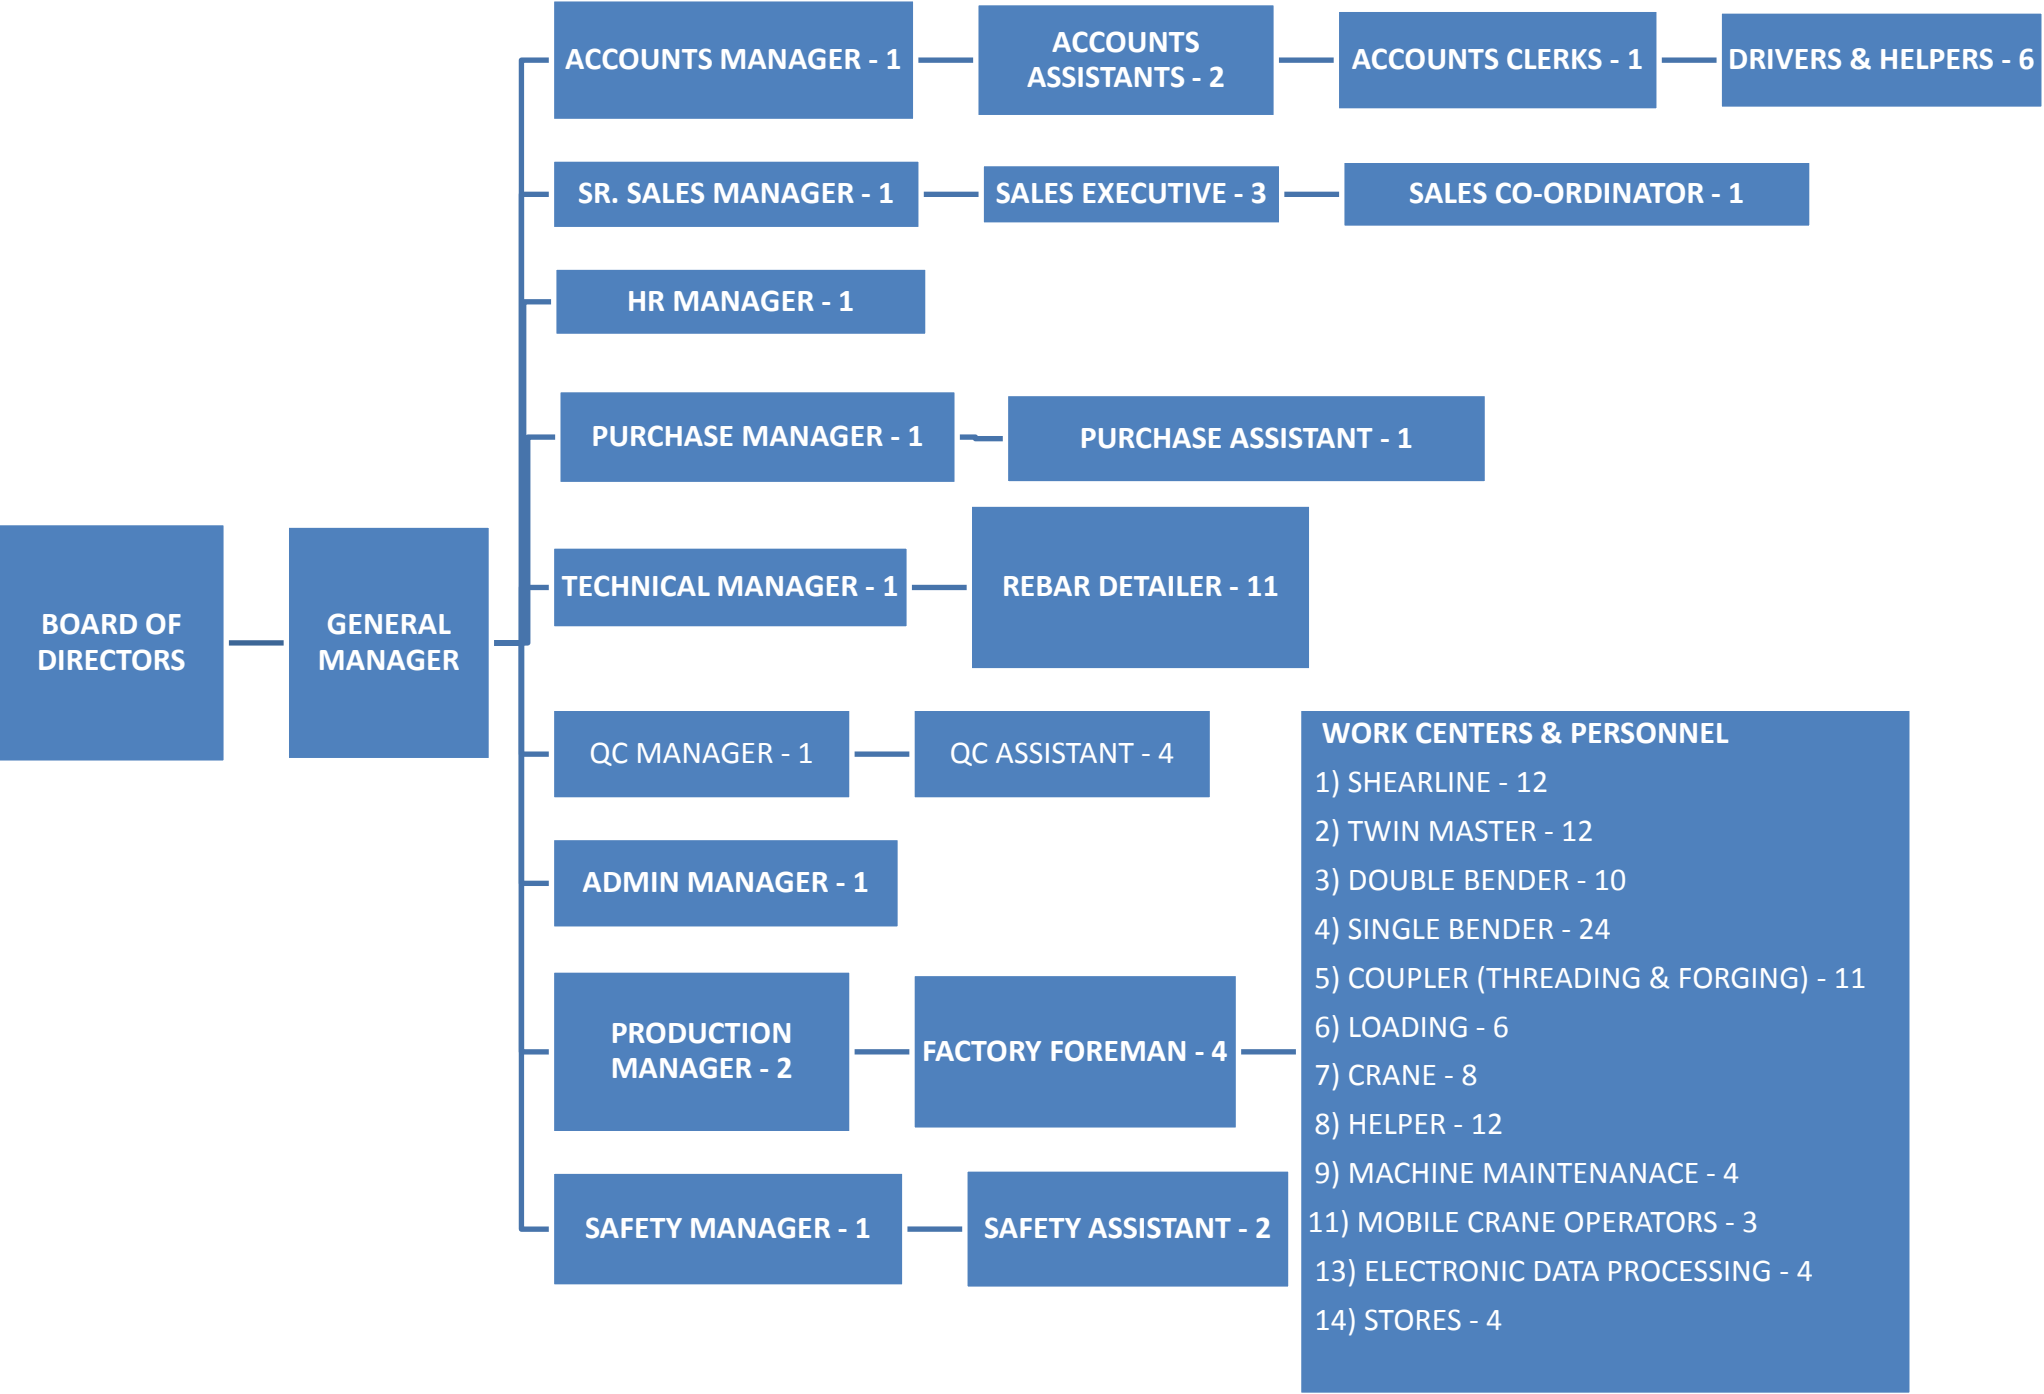 BOARD OF
DIRECTORS
GENERAL
MANAGER
ACCOUNTS MANAGER - 1
ACCOUNTS
ASSISTANTS - 2
ACCOUNTS CLERKS - 1
DRIVERS & HELPERS - 6
SR. SALES MANAGER - 1
SALES EXECUTIVE - 3
SALES CO-ORDINATOR - 1
HR MANAGER - 1
PURCHASE MANAGER - 1
PURCHASE ASSISTANT - 1
TECHNICAL MANAGER - 1
REBAR DETAILER - 11
QC MANAGER - 1
QC ASSISTANT - 4
ADMIN MANAGER - 1
PRODUCTION
MANAGER - 2
FACTORY FOREMAN - 4
WORK CENTERS & PERSONNEL
1) SHEARLINE - 12
2) TWIN MASTER - 12
3) DOUBLE BENDER - 10
4) SINGLE BENDER - 24
5) COUPLER (THREADING & FORGING) - 11
6) LOADING - 6
7) CRANE - 8
8) HELPER - 12
9) MACHINE MAINTENANACE - 4
11) MOBILE CRANE OPERATORS - 3
13) ELECTRONIC DATA PROCESSING - 4
14) STORES - 4
SAFETY MANAGER - 1
SAFETY ASSISTANT - 2